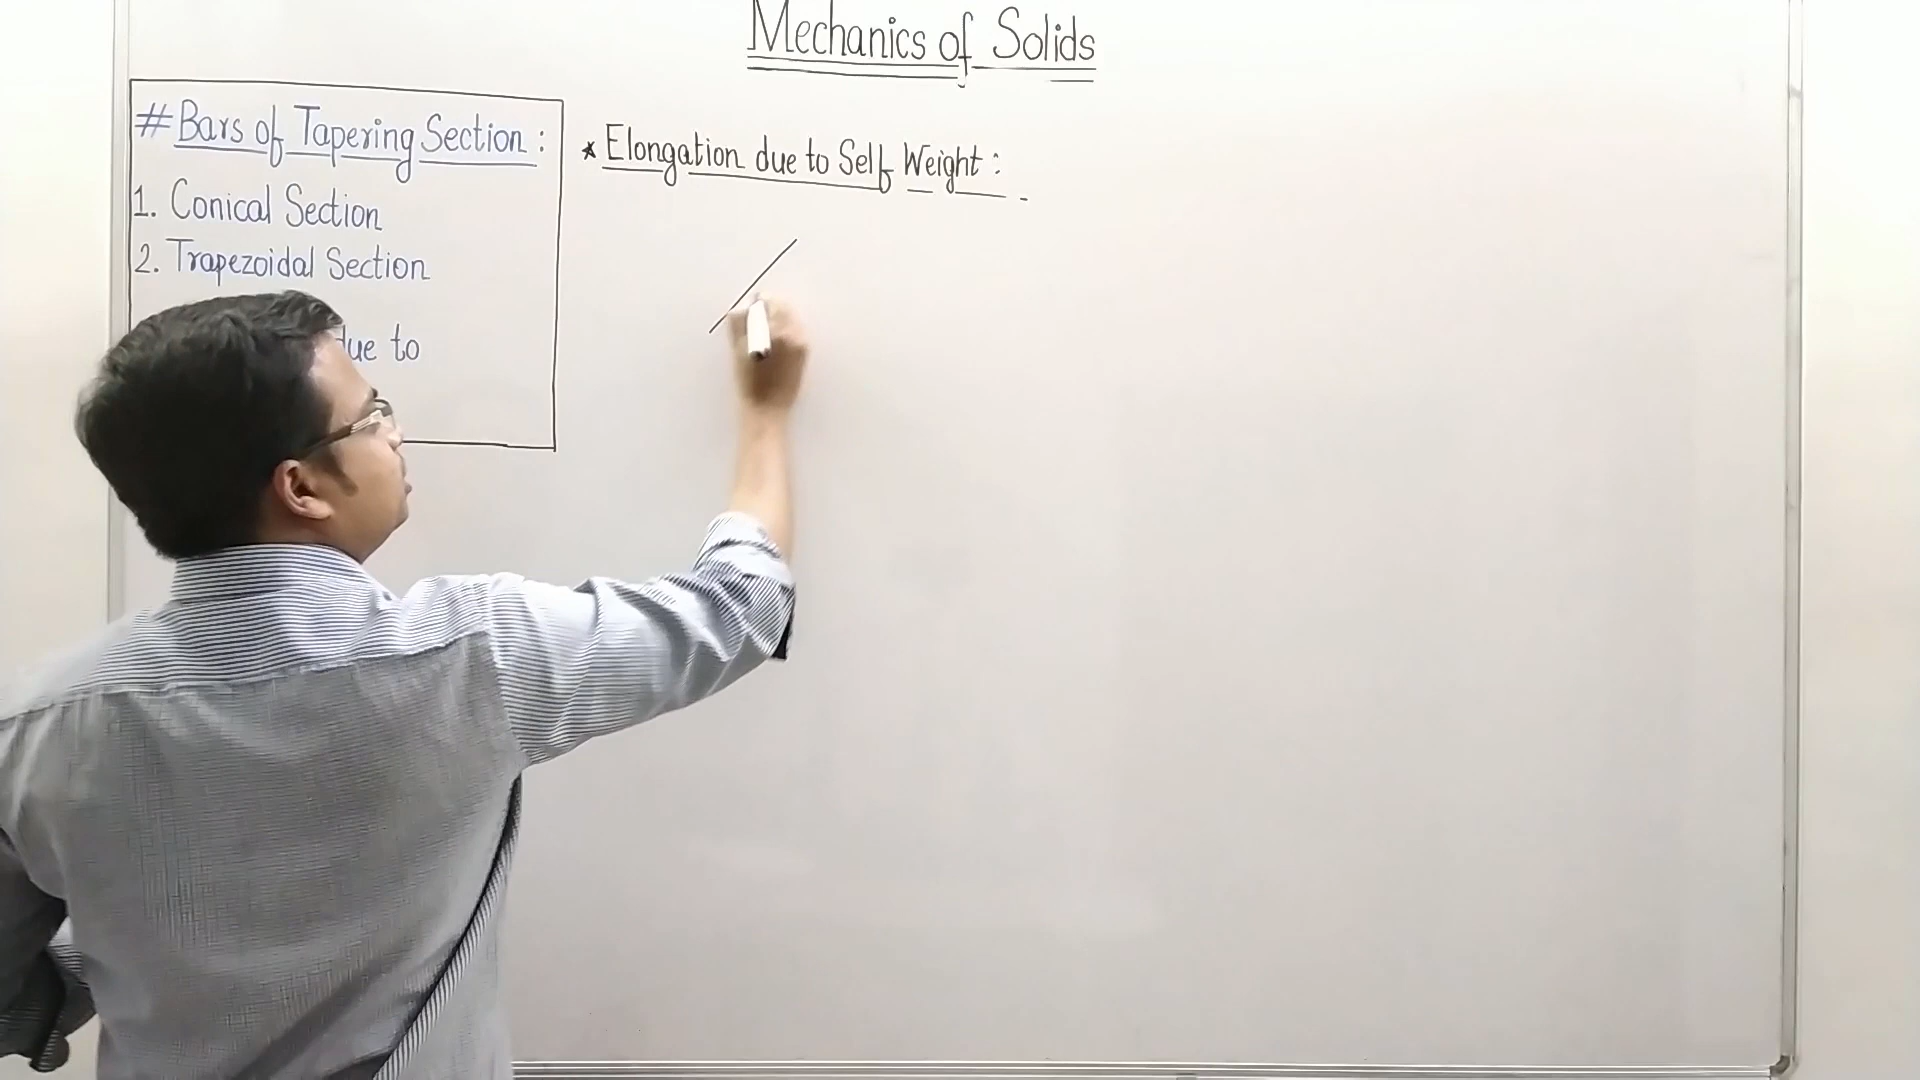 Mechanics of Solids
# Bars of Tapering Section :
1. Conical Section
2. Trapezoidal Section
due to
* Elongation due to Self Weight :